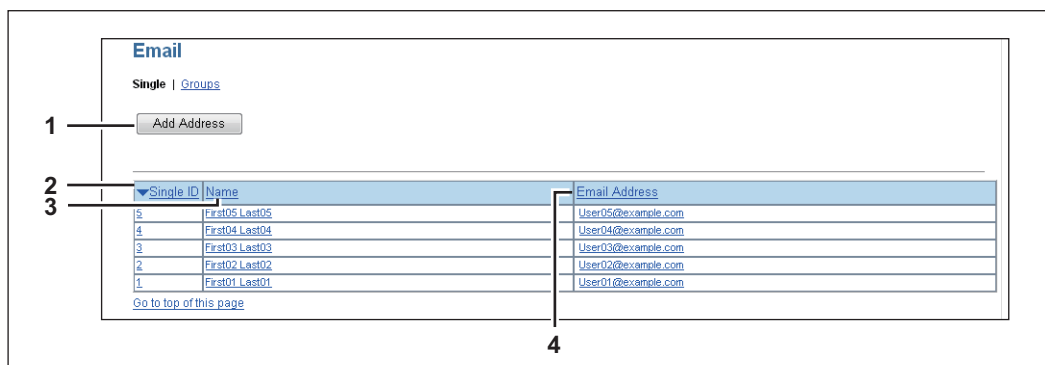 Email
Single | Groups
1 Add Address
2 ▼Single ID Name Email Address
3
5 First05 Last05 User05@example.com
4 First04 Last04 User04@example.com
3 First03 Last03 User03@example.com
2 First02 Last02 User02@example.com
1 First01 Last01 User01@example.com
Go to top of this page
4